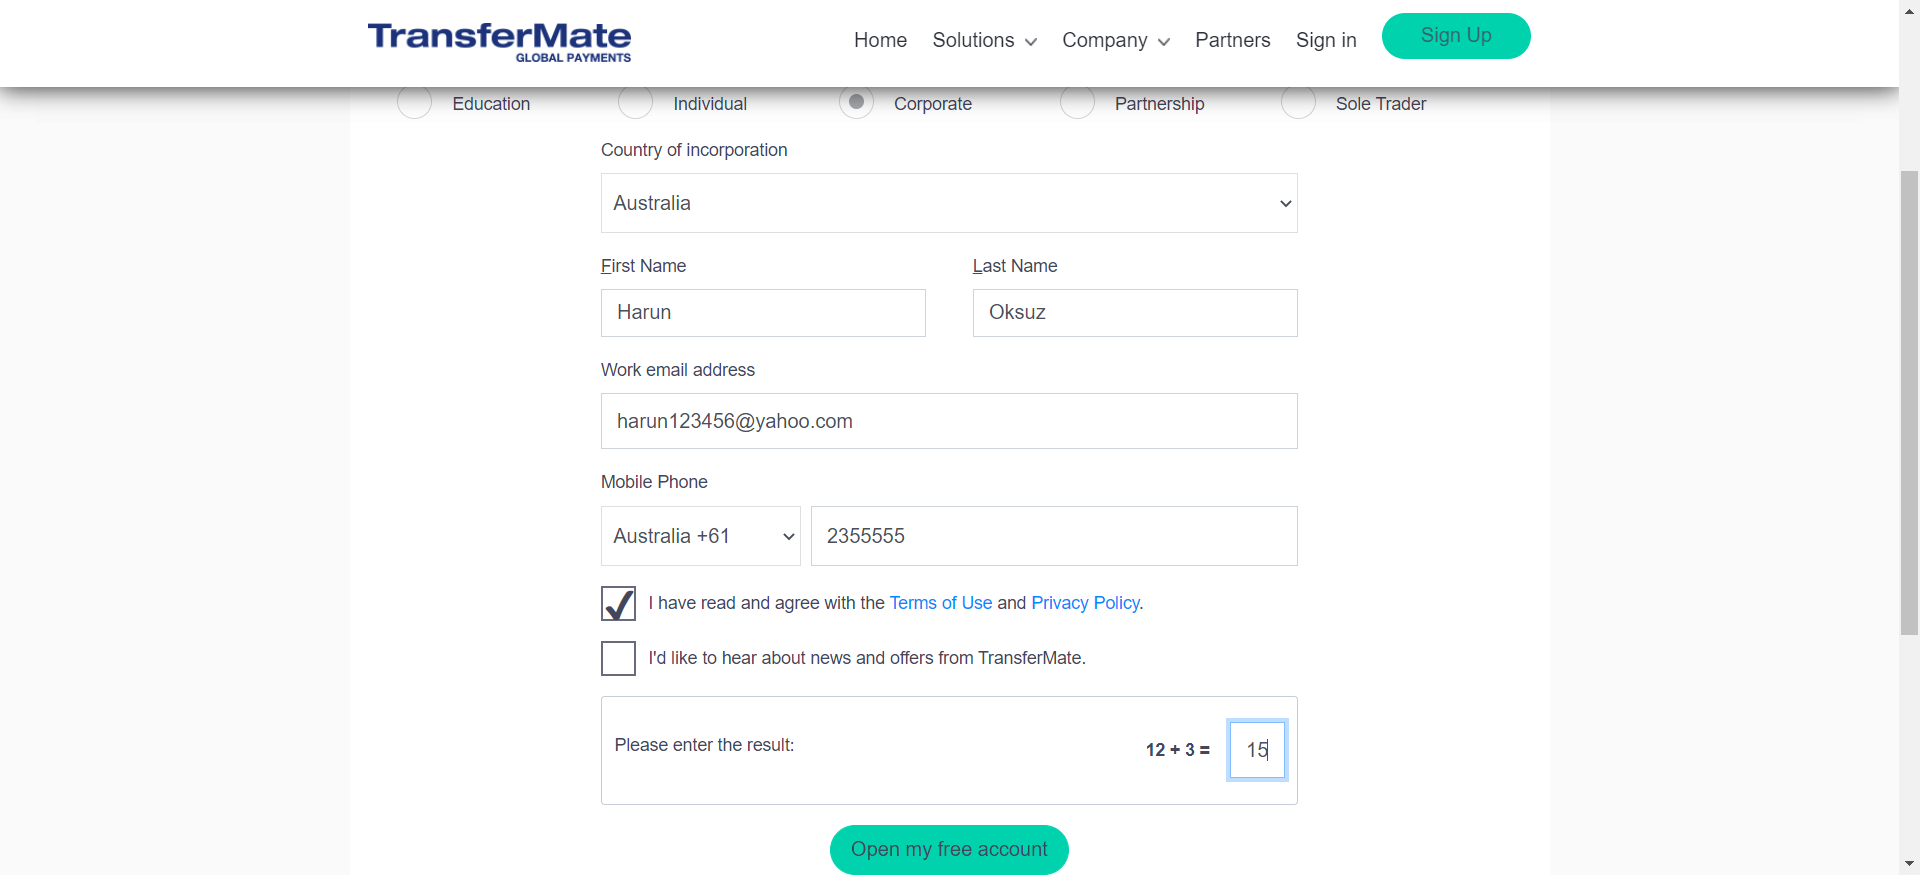 TransferMate
GLOBAL PAYMENTS
Home Solutions Company Partners Sign in Sign Up
Education Individual Corporate Partnership Sole Trader
Country of incorporation
Australia
First Name Last Name
Harun Oksuz
Work email address
harun123456@yahoo.com
Mobile Phone
Australia +61 2355555
I have read and agree with the Terms of Use and Privacy Policy.
I'd like to hear about news and offers from TransferMate.
Please enter the result: 12 + 3 = 15
Open my free account